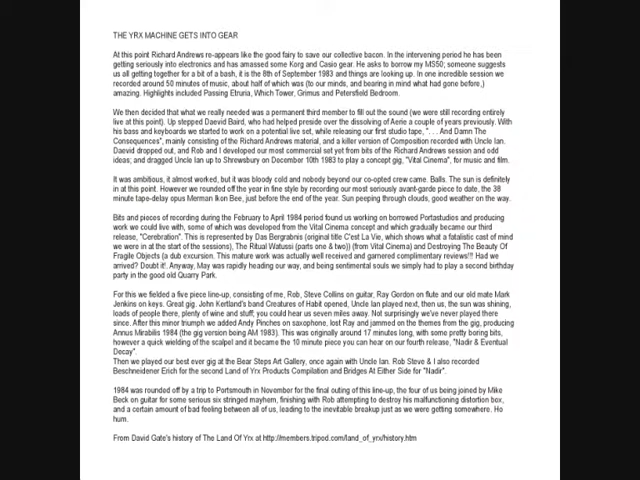 THE YRX MACHINE GETS INTO GEAR
At this point Richard Andrews re-appears like the good fairy to save our collective bacon. In the intervening period he has been
getting seriously into electronics and has amassed some Korg and Casio gear. He asks to borrow my MS50; someone suggests
us all getting together for a bit of a bash, it is the 8th of September 1983 and things are looking up. In one incredible session we
recorded around 50 minutes of music, about half of which was (to our minds, and bearing in mind what had gone before,)
amazing. Highlights included Passing Etruria, Which Tower, Grimus and Petersfield Bedroom.
We then decided that what we really needed was a permanent third member to fill out the sound (we were still recording entirely
live at this point). Up stepped Daevid Baird, who had helped preside over the dissolving of Aerie a couple of years previously. With
his bass and keyboards we started to work on a potential live set, while releasing our first studio tape, ". . . And Damn The
Consequences", mainly consisting of the Richard Andrews material, and a killer version of Composition recorded with Uncle Ian.
Daevid dropped out, and Rob and I developed our most commercial set yet from bits of the Richard Andrews session and odd
ideas; and dragged Uncle Ian up to Shrewsbury on December 10th 1983 to play a concept gig, "Vital Cinema", for music and film.
It was ambitious, it almost worked, but it was bloody cold and nobody beyond our co-opted crew came. Balls. The sun is definitely
in at this point. However we rounded off the year in fine style by recording our most seriously avant-garde piece to date, the 38
minute tape-delay opus Merman Ikon Bee, just before the end of the year. Sun peeping through clouds, good weather on the way.
Bits and pieces of recording during the February to April 1984 period found us working on borrowed Portastudios and producing
work we could live with, some of which was developed from the Vital Cinema concept and which gradually became our third
release, "Cerebration". This is represented by Das Bergrabnis (original title C'est La Vie, which shows what a fatalistic cast of mind
we were in at the start of the sessions), The Ritual Watussi (parts one & two)) (from Vital Cinema) and Destroying The Beauty Of
Fragile Objects (a dub excursion. This mature work was actually well received and garnered complimentary reviews!!! Had we
arrived? Doubt it!. Anyway, May was rapidly heading our way, and being sentimental souls we simply had to play a second birthday
party in the good old Quarry Park.
For this we fielded a five piece line-up, consisting of me, Rob, Steve Collins on guitar, Ray Gordon on flute and our old mate Mark
Jenkins on keys. Great gig, John Kertland's band Creatures of Habit opened, Uncle Ian played next, then us, the sun was shining,
loads of people there, plenty of wine and stuff; you could hear us seven miles away. Not surprisingly we've never played there
since. After this minor triumph we added Andy Pinches on saxophone, lost Ray and jammed on the themes from the gig, producing
Annus Mirabilis 1984 (the gig version being AM 1983). This was originally around 17 minutes long, with some pretty boring bits,
however a quick wielding of the scalpel and it became the 10 minute piece you can hear on our fourth release, "Nadir & Eventual
Decay".
Then we played our best ever gig at the Bear Steps Art Gallery, once again with Uncle Ian. Rob Steve & I also recorded
Beschneidener Erich for the second Land of Yrx Products Compilation and Bridges At Either Side for "Nadir".
1984 was rounded off by a trip to Portsmouth in November for the final outing of this line-up, the four of us being joined by Mike
Beck on guitar for some serious six stringed mayhem, finishing with Rob attempting to destroy his malfunctioning distortion box,
and a certain amount of bad feeling between all of us, leading to the inevitable breakup just as we were getting somewhere. Ho
hum.
From David Gate's history of The Land Of Yrx at http://members.tripod.com/land_of_yrx/history.htm